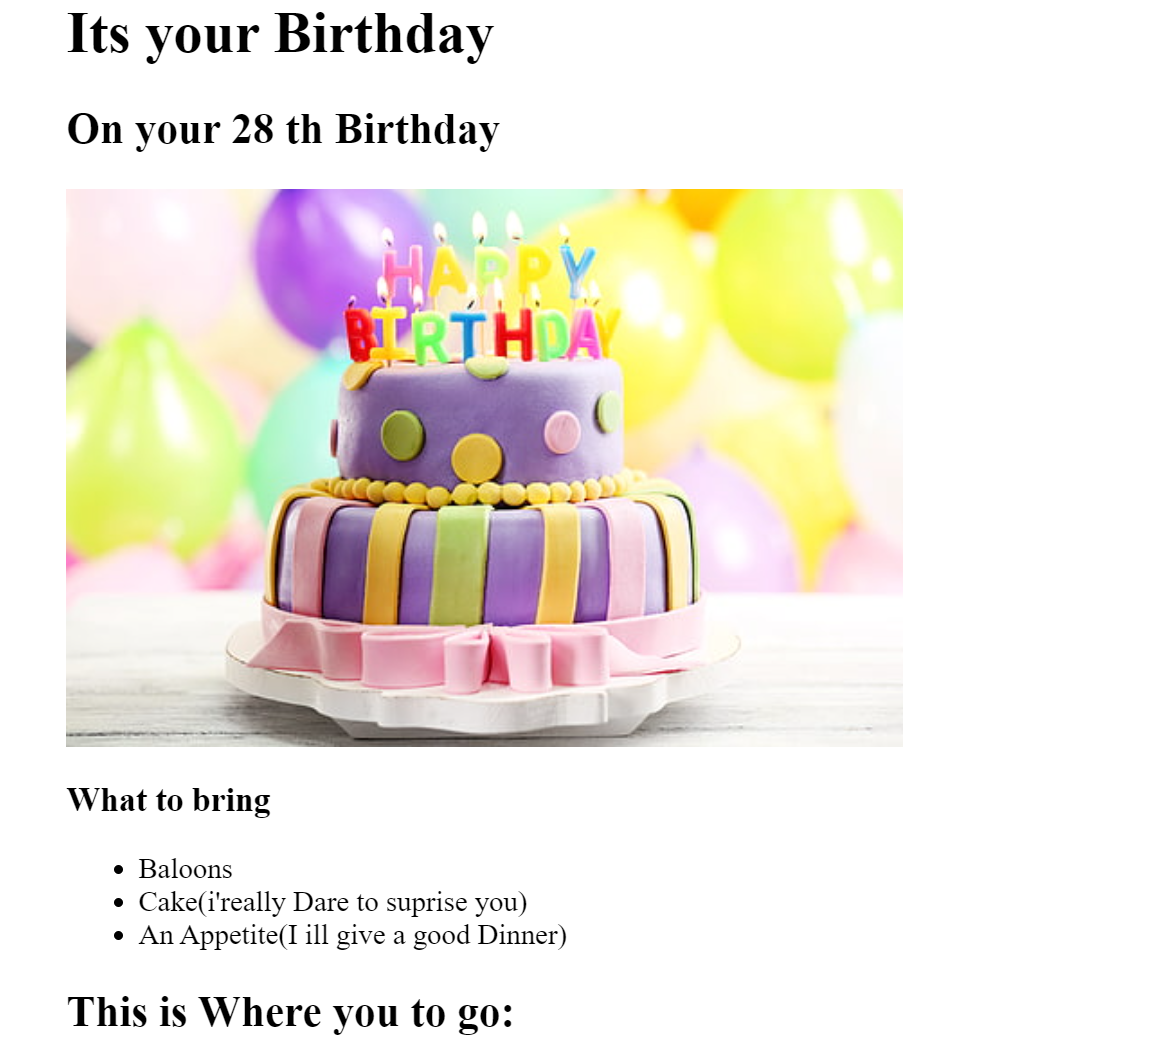 Its your Birthday
On your 28 th Birthday
HAPPY
BIRTHDAY
What to bring
Baloons
Cake(i'really Dare to suprise you)
An Appetite(I ill give a good Dinner)
This is Where you to go: